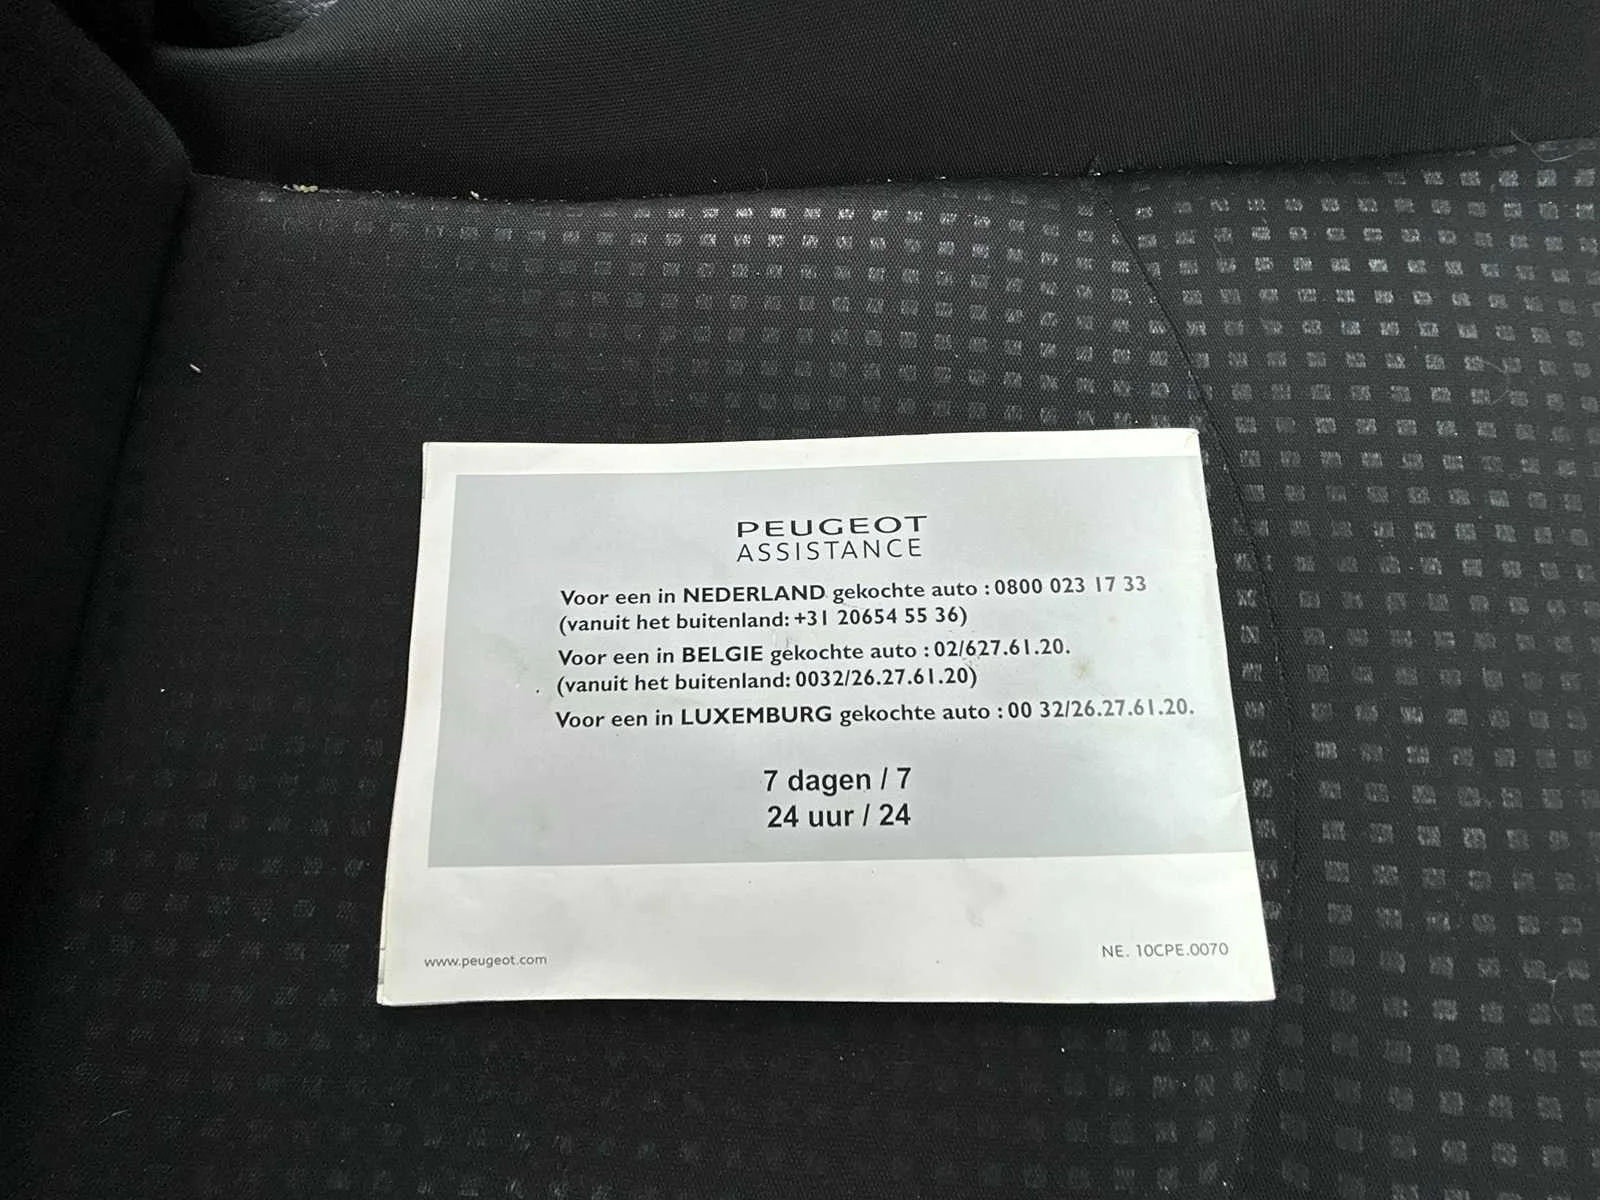 PEUGEOT
ASSISTANCE
Voor een in NEDERLAND gekochte auto : 0800 023 17 33
(vanuit het buitenland: +31 20654 55 36)
Voor een in BELGIE gekochte auto : 02/627.61.20.
(vanuit het buitenland: 0032/26.27.61.20)
Voor een in LUXEMBURG gekochte auto : 00 32/26.27.61.20.
7 dagen / 7
24 uur / 24
www.peugeot.com
NE. 10CPE.0070